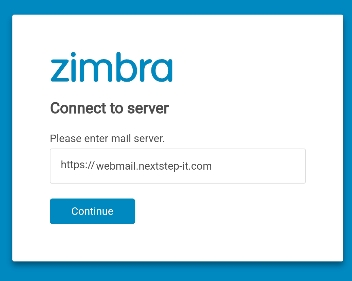 zimbra
Connect to server
Please enter mail server.
https://webmail.nextstep-it.com
Continue